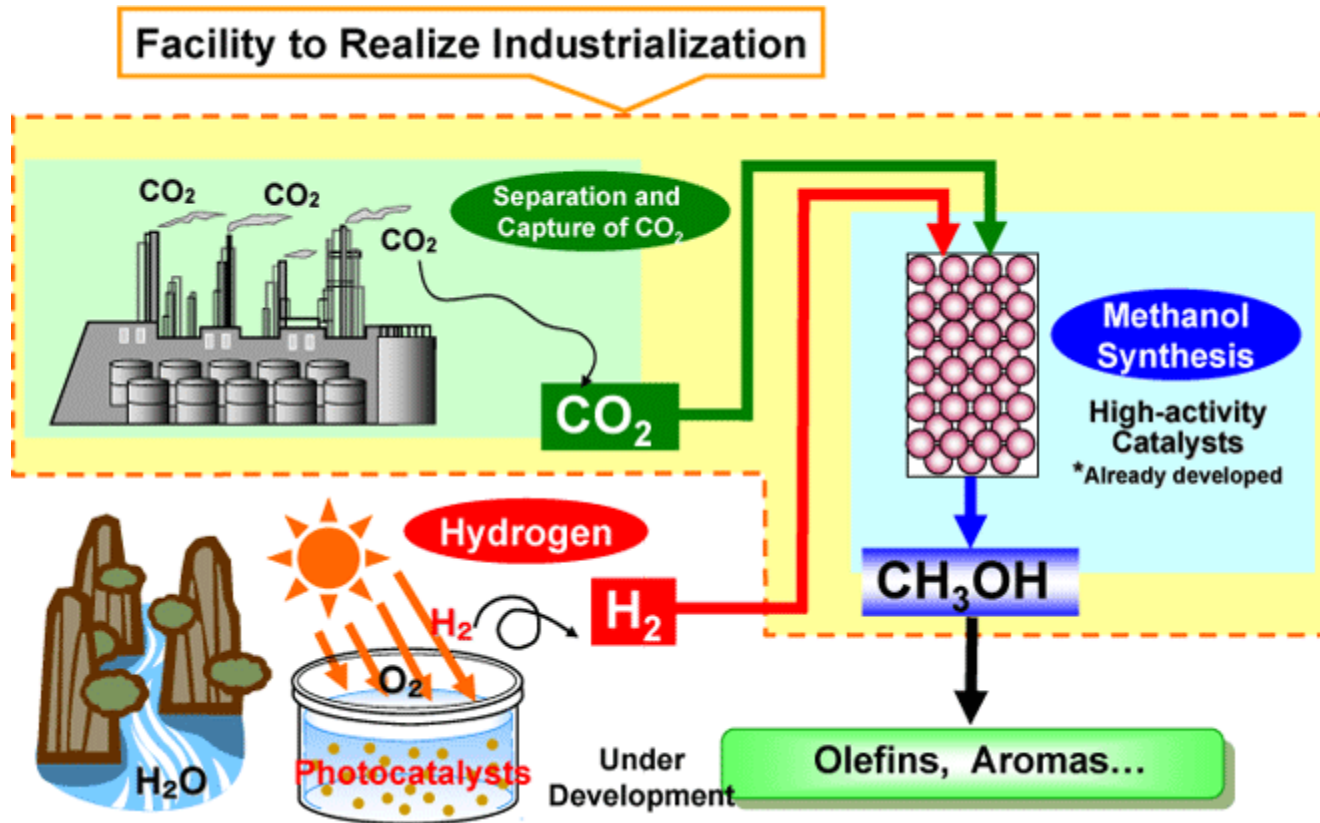 Facility to Realize Industrialization
CO₂
CO₂
CO₂
Separation and
Capture of CO₂
CO₂
Methanol
Synthesis
High-activity
Catalysts
*Already developed
CH₃OH
Hydrogen
H₂
H₂
O₂
Photocatalysts
H₂O
Under
Development
Olefins, Aromas...